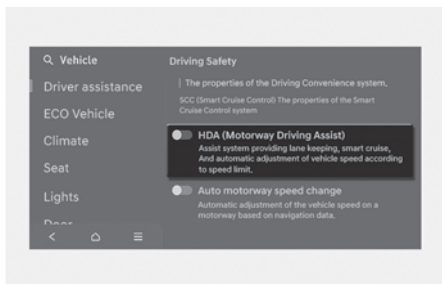 Vehicle
Driver assistance
ECO Vehicle
Climate
Seat
Lights
Door
Driving Safety
The properties of the Driving Convenience system.
SCC (Smart Cruise Control) The properties of the Smart
Cruise Control system
HDA (Motorway Driving Assist)
Assist system providing lane keeping, smart cruise,
And automatic adjustment of vehicle speed according
to speed limit.
Auto motorway speed change
Automatic adjustment of the vehicle speed on a
motorway based on navigation data.